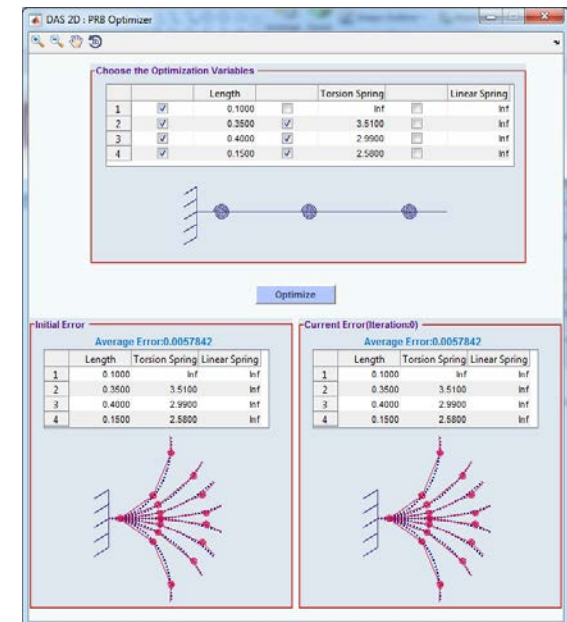 DAS 2D : PRB Optimizer
Choose the Optimization Variables
Length Torsion Spring Linear Spring
1 0.1000 Inf Inf
2 0.3500 3.5100 Inf
3 0.4000 2.9900 Inf
4 0.1500 2.5800 Inf
Optimize
Initial Error
Average Error:0.0057842
Length Torsion Spring Linear Spring
1 0.1000 Inf Inf
2 0.3500 3.5100 Inf
3 0.4000 2.9900 Inf
4 0.1500 2.5800 Inf
Current Error(Iteration:0)
Average Error:0.0057842
Length Torsion Spring Linear Spring
1 0.1000 Inf Inf
2 0.3500 3.5100 Inf
3 0.4000 2.9900 Inf
4 0.1500 2.5800 Inf